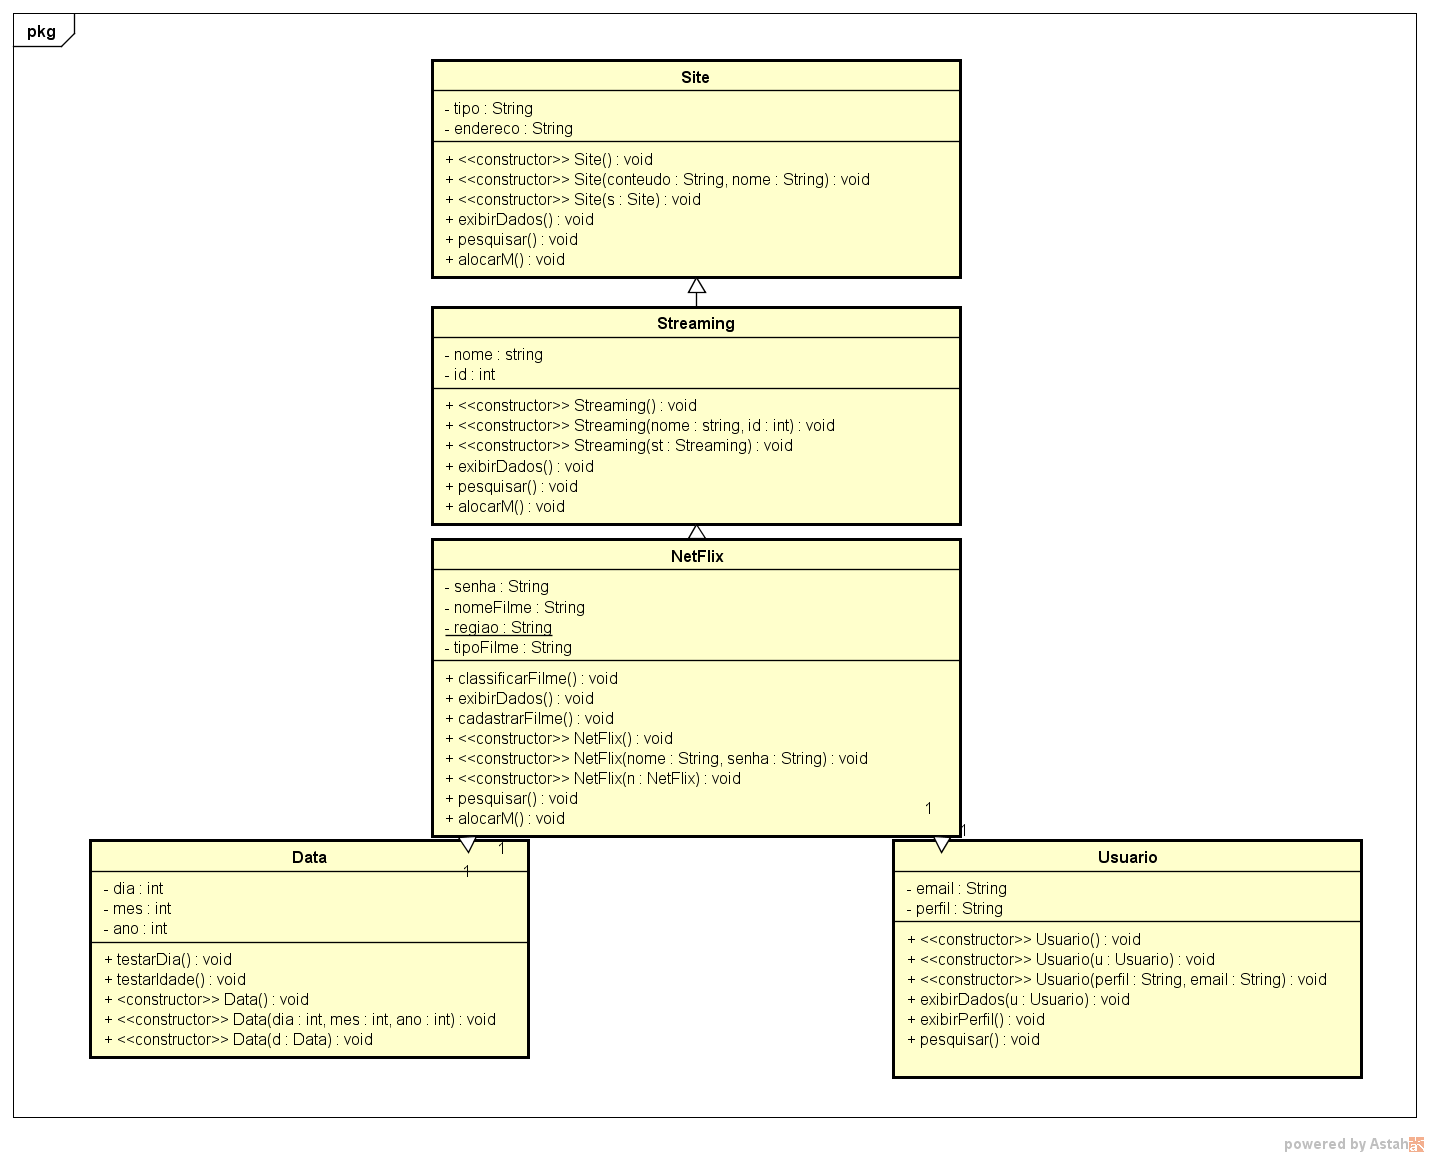 pkg
Site
- tipo : String
- endereco : String
+ <<constructor>> Site() : void
+ <<constructor>> Site(conteudo : String, nome : String) : void
+ <<constructor>> Site(s : Site) : void
+ exibirDados() : void
+ pesquisar() : void
+ alocarM() : void
Streaming
- nome : string
- id : int
+ <<constructor>> Streaming() : void
+ <<constructor>> Streaming(nome : string, id : int) : void
+ <<constructor>> Streaming(st : Streaming) : void
+ exibirDados() : void
+ pesquisar() : void
+ alocarM() : void
NetFlix
- senha : String
- nomeFilme : String
- regiao : String
- tipoFilme : String
+ classificarFilme() : void
+ exibirDados() : void
+ cadastrarFilme() : void
+ <<constructor>> NetFlix() : void
+ <<constructor>> NetFlix(nome : String, senha : String) : void
+ <<constructor>> NetFlix(n : NetFlix) : void
+ pesquisar() : void
+ alocarM() : void
1
1
1
1
Data
- dia : int
- mes : int
- ano : int
+ testarDia() : void
+ testarIdade() : void
+ <constructor>> Data() : void
+ <<constructor>> Data(dia : int, mes : int, ano : int) : void
+ <<constructor>> Data(d : Data) : void
Usuario
- email : String
- perfil : String
+ <<constructor>> Usuario() : void
+ <<constructor>> Usuario(u : Usuario) : void
+ <<constructor>> Usuario(perfil : String, email : String) : void
+ exibirDados(u : Usuario) : void
+ exibirPerfil() : void
+ pesquisar() : void
powered by Astah